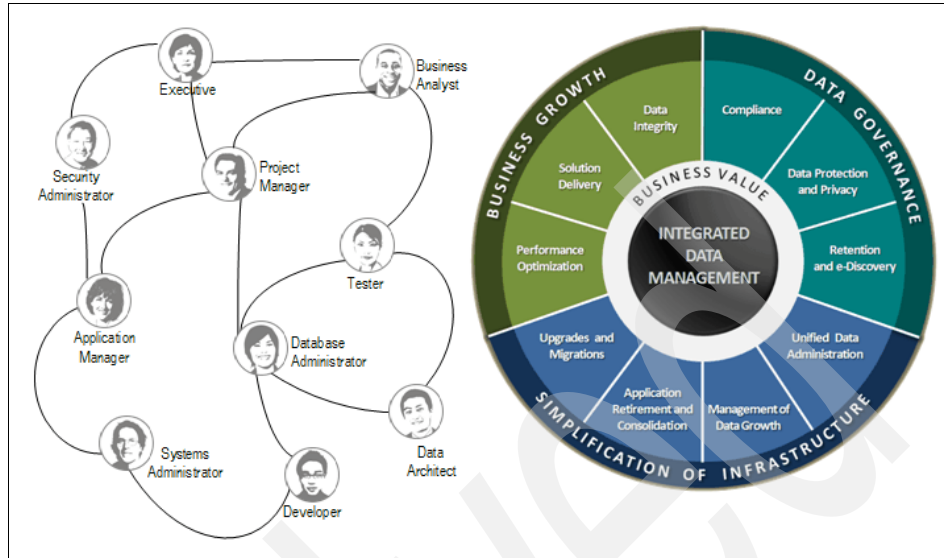 Executive
Business
Analyst
Security
Administrator
Project
Manager
Tester
Application
Manager
Database
Administrator
Systems
Administrator
Data
Architect
Developer
BUSINESS GROWTH
DATA GOVERNANCE
SIMPLIFICATION OF INFRASTRUCTURE
Data
Integrity
Compliance
Solution
Delivery
Data Protection
and Privacy
Performance
Optimization
Retention
and e-Discovery
BUSINESS VALUE
INTEGRATED
DATA
MANAGEMENT
Upgrades and
Migrations
Unified Data
Administration
Application
Retirement and
Consolidation
Management of
Data Growth